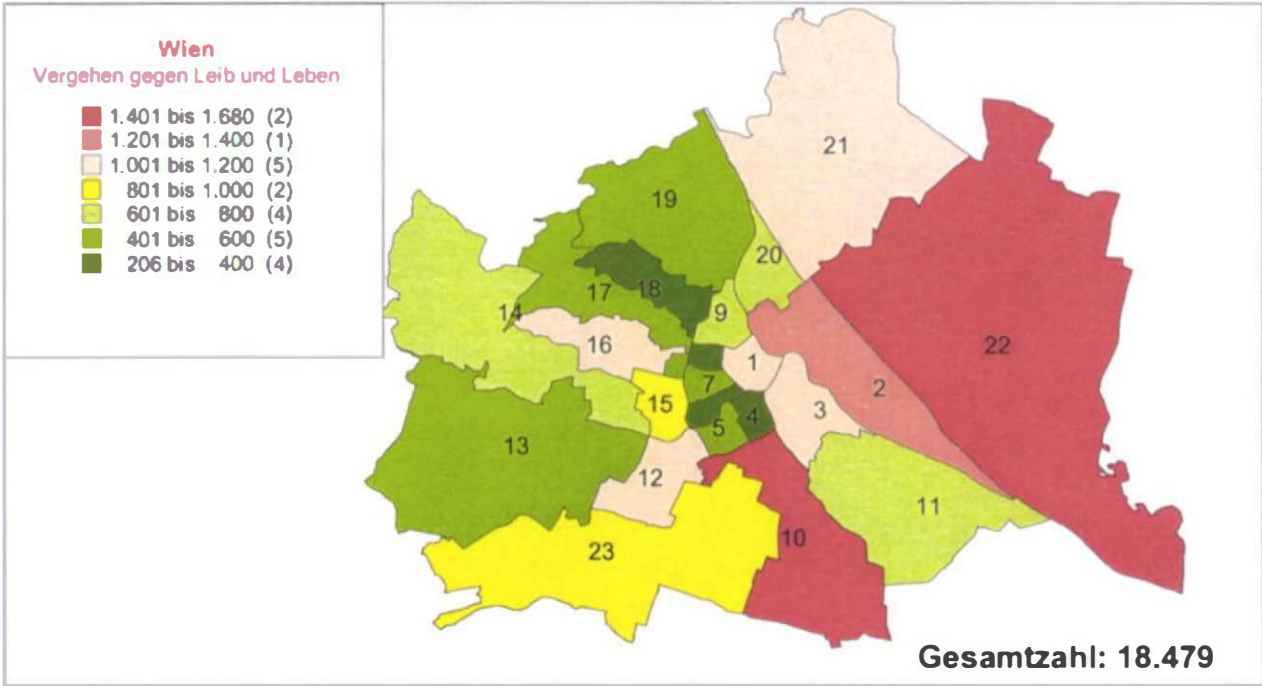 Wien
Vergehen gegen Leib und Leben
1.401 bis 1.680 (2)
1.201 bis 1.400 (1)
1.001 bis 1.200 (5)
801 bis 1.000 (2)
601 bis 800 (4)
401 bis 600 (5)
206 bis 400 (4)
21
19
20
22
18
17
14
9
16
1
7
2
15
3
4
5
13
12
11
10
23
Gesamtzahl: 18.479